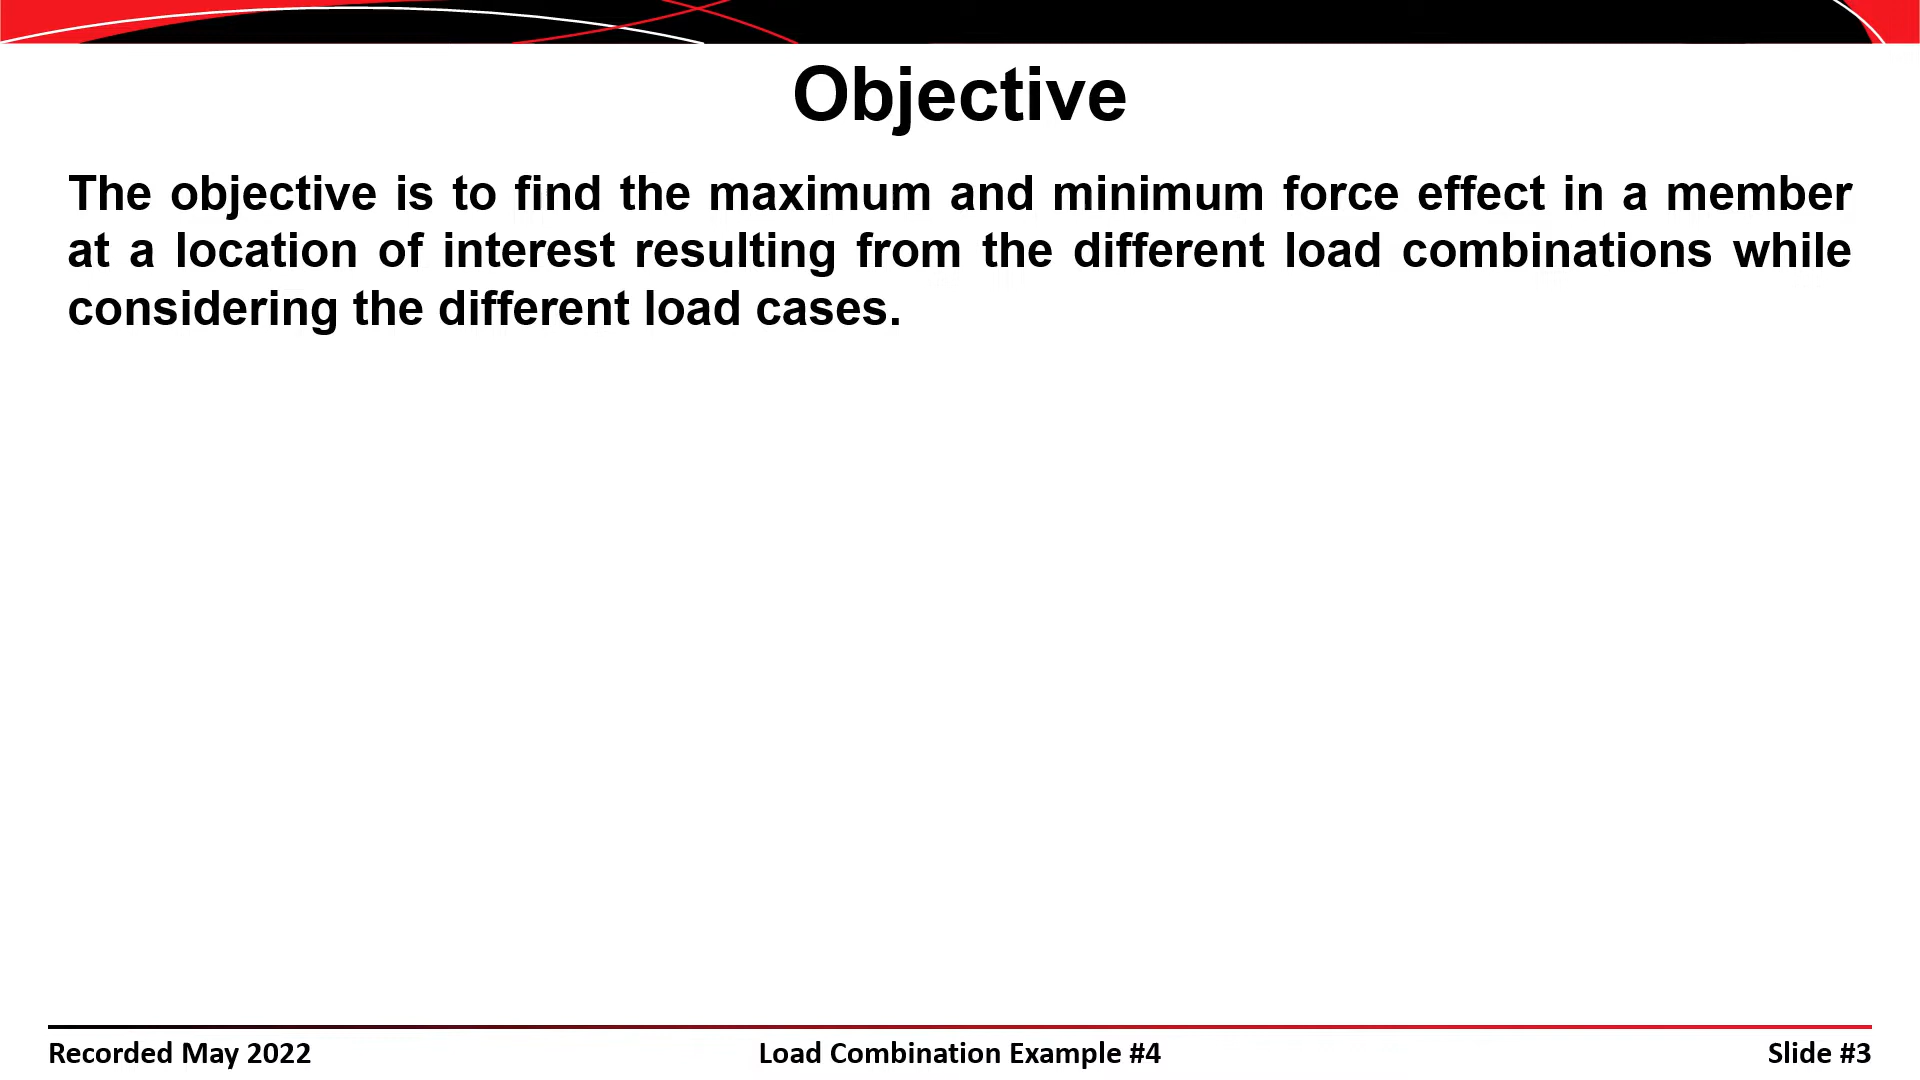 Objective
The objective is to find the maximum and minimum force effect in a member
at a location of interest resulting from the different load combinations while
considering the different load cases.
Recorded May 2022
Load Combination Example #4
Slide #3